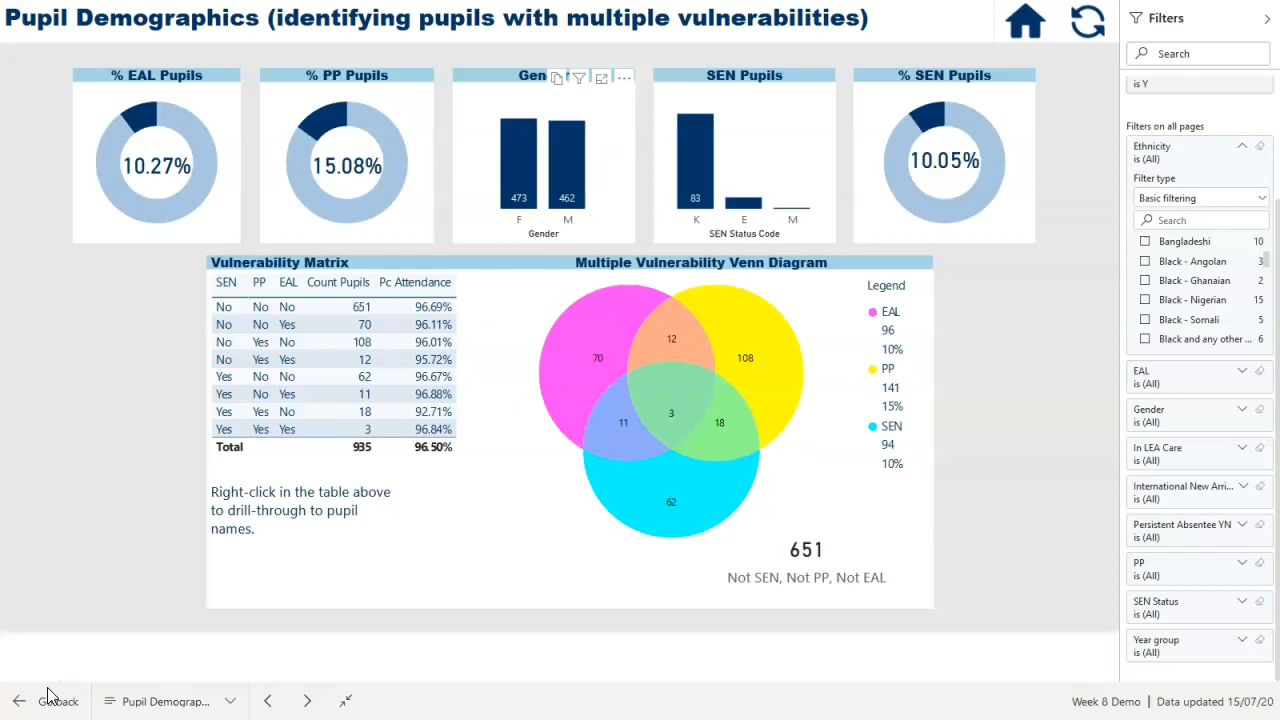 Pupil Demographics (identifying pupils with multiple vulnerabilities)
% EAL Pupils
10.27%
% PP Pupils
15.08%
473
462
F M
Gender
SEN Pupils
83
K E M
SEN Status Code
% SEN Pupils
10.05%
Vulnerability Matrix
SEN PP EAL Count Pupils Pc Attendance
No No No 651 96.69%
No No Yes 70 96.11%
No Yes No 108 96.01%
No Yes Yes 12 95.72%
Yes No No 62 96.67%
Yes No Yes 11 96.88%
Yes Yes No 18 92.71%
Yes Yes Yes 3 96.84%
Total 935 96.50%
Right-click in the table above
to drill-through to pupil
names.
Multiple Vulnerability Venn Diagram
12
70
108
3
11
18
62
Legend
EAL
96
10%
PP
141
15%
SEN
94
10%
651
Not SEN, Not PP, Not EAL
Filters
Search
is Y
Filters on all pages
Ethnicity
is (All)
Filter type
Basic filtering
Search
Bangladeshi 10
Black - Angolan 3
Black - Ghanaian 2
Black - Nigerian 15
Black - Somali 5
Black and any other ... 6
EAL
is (All)
Gender
is (All)
In LEA Care
is (All)
International New Arri...
is (All)
Persistent Absentee YN
is (All)
PP
is (All)
SEN Status
is (All)
Year group
is (All)
Pupil Demograp...
Week 8 Demo | Data updated 15/07/20